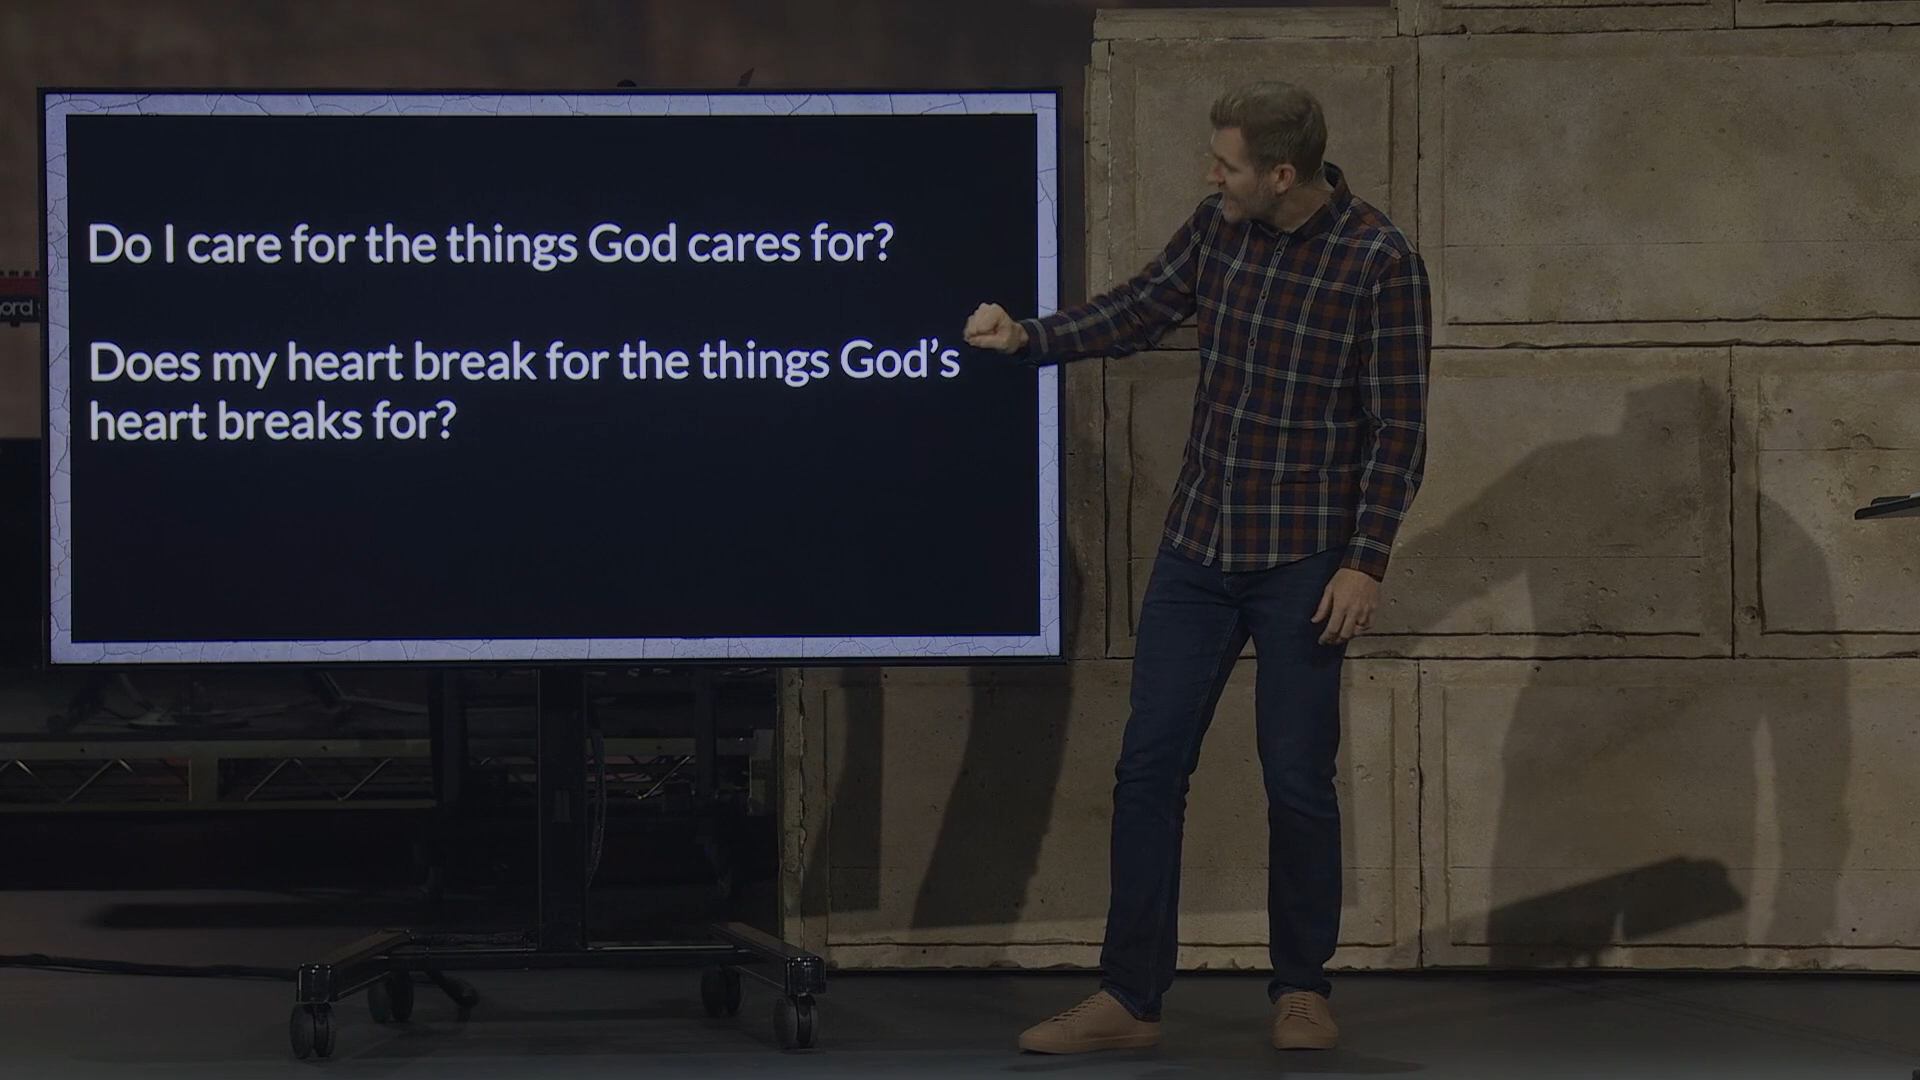 Do I care for the things God cares for?
Does my heart break for the things God’s
heart breaks for?
ord